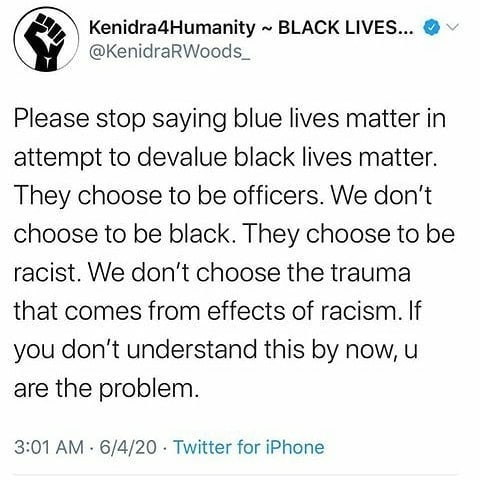 Kenidra4Humanity ~ BLACK LIVES...
@KenidraRWoods_
Please stop saying blue lives matter in
attempt to devalue black lives matter.
They choose to be officers. We don't
choose to be black. They choose to be
racist. We don't choose the trauma
that comes from effects of racism. If
you don't understand this by now, u
are the problem.
3:01 AM · 6/4/20 · Twitter for iPhone